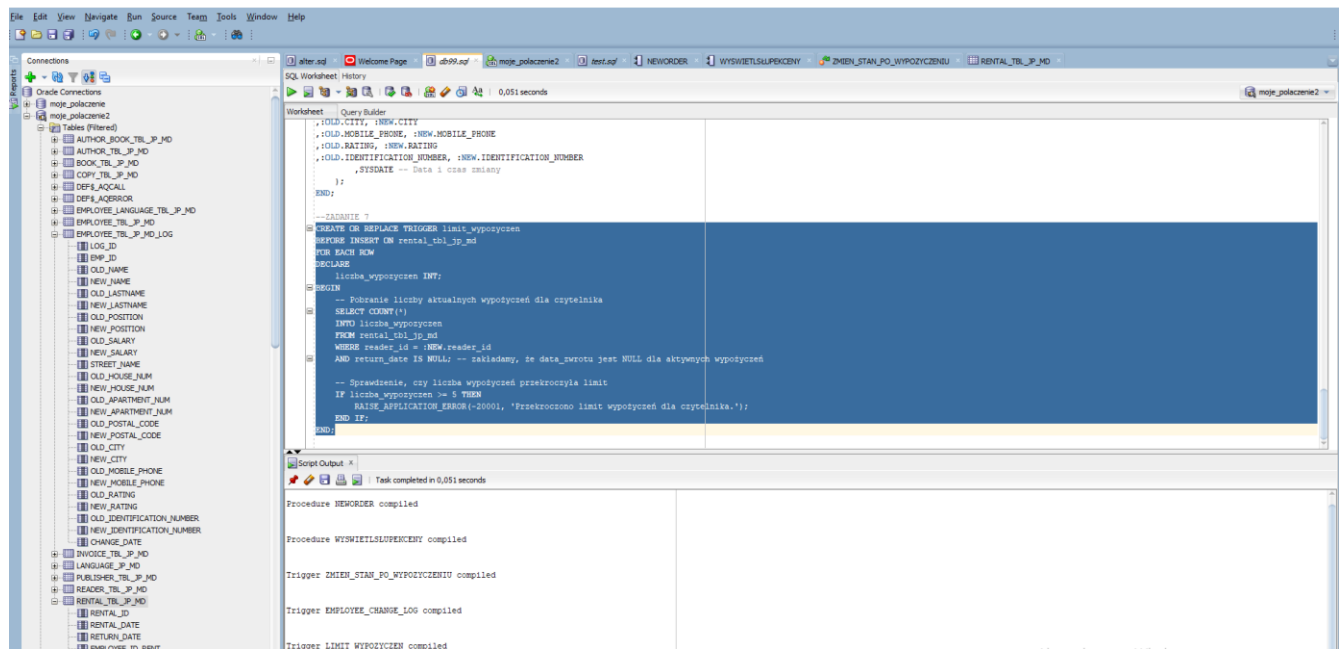 File Edit View Navigate Run Source Team Tools Window Help
Connections
Reports
Oracle Connections
moje_polaczenie
moje_polaczenie2
Tables (Filtered)
AUTHOR_BOOK_TBL_JP_MD
AUTHOR_TBL_JP_MD
BOOK_TBL_JP_MD
COPY_TBL_JP_MD
DEF$_AQCALL
DEF$_AQERROR
EMPLOYEE_LANGUAGE_TBL_JP_MD
EMPLOYEE_TBL_JP_MD
EMPLOYEE_TBL_JP_MD_LOG
LOG_ID
EMP_ID
OLD_NAME
NEW_NAME
OLD_LASTNAME
NEW_LASTNAME
OLD_POSITION
NEW_POSITION
OLD_SALARY
NEW_SALARY
STREET_NAME
OLD_HOUSE_NUM
NEW_HOUSE_NUM
OLD_APARTMENT_NUM
NEW_APARTMENT_NUM
OLD_POSTAL_CODE
NEW_POSTAL_CODE
OLD_CITY
NEW_CITY
OLD_MOBILE_PHONE
NEW_MOBILE_PHONE
OLD_RATING
NEW_RATING
OLD_IDENTIFICATION_NUMBER
NEW_IDENTIFICATION_NUMBER
CHANGE_DATE
INVOICE_TBL_JP_MD
LANGUAGE_JP_MD
PUBLISHER_TBL_JP_MD
READER_TBL_JP_MD
RENTAL_TBL_JP_MD
RENTAL_ID
RENTAL_DATE
RETURN_DATE
EMPLOYEE_ID_RENT
alter.sql Welcome Page db99.sql moje_polaczenie2 test.sql NEWORDER WYSWIETLSLUPEKCENY ZMIEN_STAN_PO_WYPOZYCZENIU RENTAL_TBL_JP_MD
SQL Worksheet History
0,051 seconds
moje_polaczenie2
Worksheet Query Builder
,:OLD.CITY, :NEW.CITY
,:OLD.MOBILE_PHONE, :NEW.MOBILE_PHONE
,:OLD.RATING, :NEW.RATING
,:OLD.IDENTIFICATION_NUMBER, :NEW.IDENTIFICATION_NUMBER
,SYSDATE -- Data i czas zmiany
);
END;
--ZADANIE 7
CREATE OR REPLACE TRIGGER limit_wypozyczen
BEFORE INSERT ON rental_tbl_jp_md
FOR EACH ROW
DECLARE
liczba_wypozyczen INT;
BEGIN
-- Pobranie liczby aktualnych wypożyczeń dla czytelnika
SELECT COUNT(*)
INTO liczba_wypozyczen
FROM rental_tbl_jp_md
WHERE reader_id = :NEW.reader_id
AND return_date IS NULL; -- zakładamy, że data_zwrotu jest NULL dla aktywnych wypożyczeń
-- Sprawdzenie, czy liczba wypożyczeń przekroczyła limit
IF liczba_wypozyczen >= 5 THEN
RAISE_APPLICATION_ERROR(-20001, 'Przekroczono limit wypożyczeń dla czytelnika.');
END IF;
END;
Script Output
Task completed in 0,051 seconds
Procedure NEWORDER compiled
Procedure WYSWIETLSLUPEKCENY compiled
Trigger ZMIEN_STAN_PO_WYPOZYCZENIU compiled
Trigger EMPLOYEE_CHANGE_LOG compiled
Trigger LIMIT_WYPOZYCZEN compiled